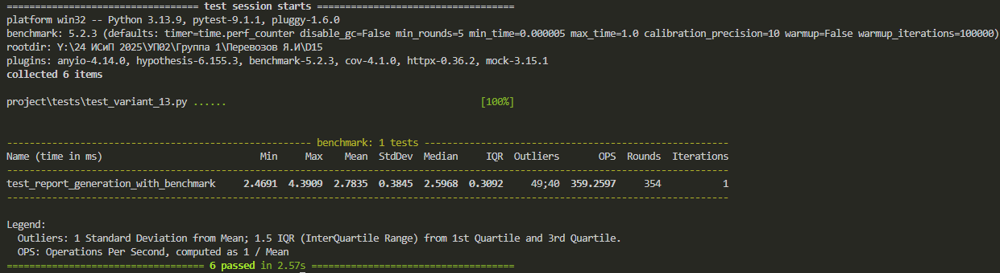 ================================== test session starts ===================================
platform win32 -- Python 3.13.9, pytest-9.1.1, pluggy-1.6.0
benchmark: 5.2.3 (defaults: timer=time.perf_counter disable_gc=False min_rounds=5 min_time=0.000005 max_time=1.0 calibration_precision=10 warmup=False warmup_iterations=100000)
rootdir: Y:\24 ИСиП 2025\УП02\Группа 1\Перевозов Я.И\D15
plugins: anyio-4.14.0, hypothesis-6.155.3, benchmark-5.2.3, cov-4.1.0, httpx-0.36.2, mock-3.15.1
collected 6 items
project\tests\test_variant_13.py ...... [100%]
------------------------------------------------------ benchmark: 1 tests ------------------------------------------------------
Name (time in ms) Min Max Mean StdDev Median IQR Outliers OPS Rounds Iterations
--------------------------------------------------------------------------------------------------------------------------------
test_report_generation_with_benchmark 2.4691 4.3909 2.7835 0.3845 2.5968 0.3092 49;40 359.2597 354 1
--------------------------------------------------------------------------------------------------------------------------------
Legend:
Outliers: 1 Standard Deviation from Mean; 1.5 IQR (InterQuartile Range) from 1st Quartile and 3rd Quartile.
OPS: Operations Per Second, computed as 1 / Mean
=================================== 6 passed in 2.57s ====================================